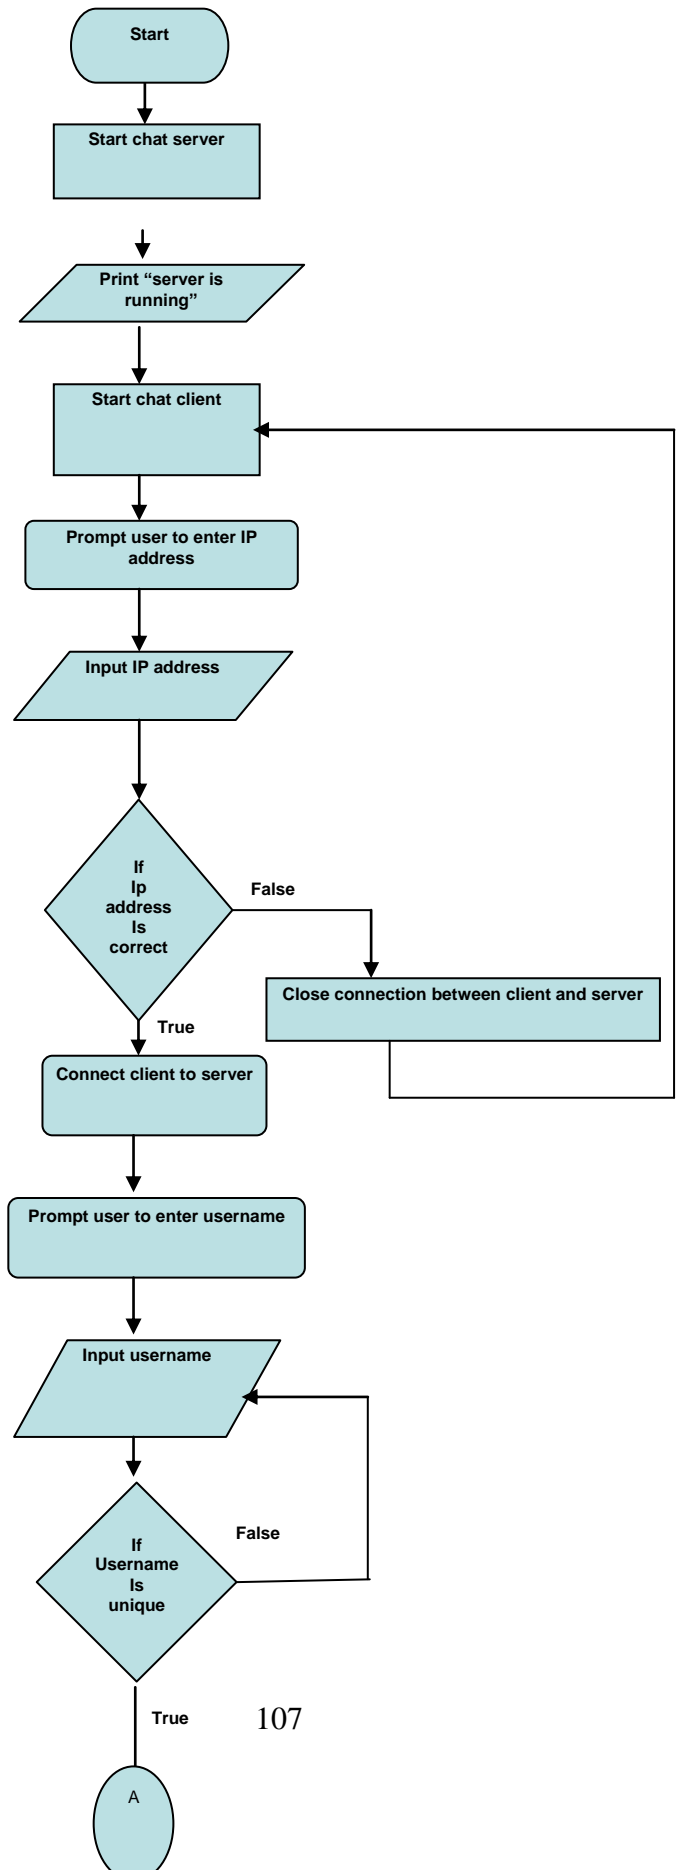 Start
Start chat server
Print “server is
running”
Start chat client
Prompt user to enter IP
address
Input IP address
If
Ip
address
Is
correct
False
Close connection between client and server
True
Connect client to server
Prompt user to enter username
Input username
If
Username
Is
unique
False
True
107
A